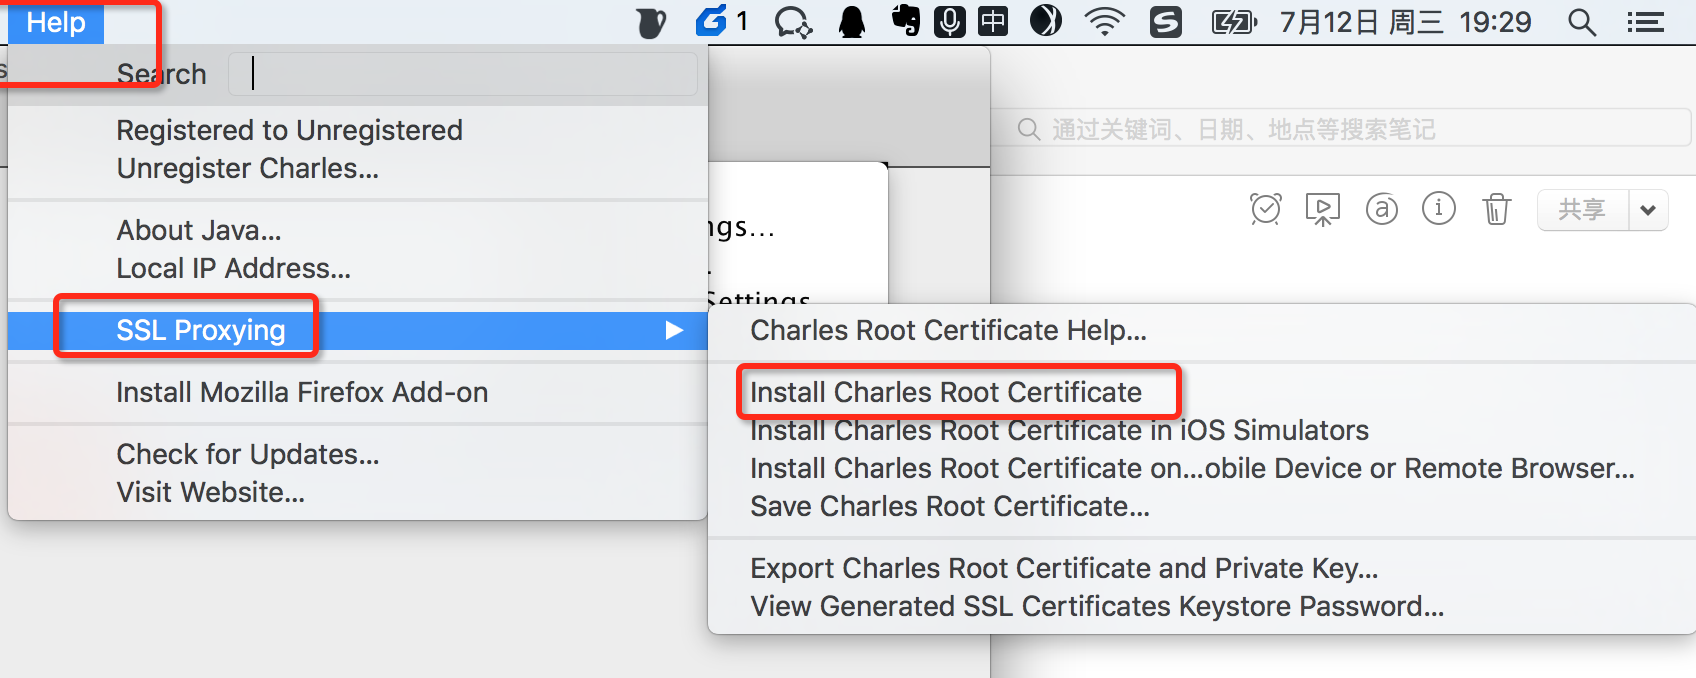 Help
1
中
7月12日 周三 19:29
s
Search
Registered to Unregistered
Unregister Charles...
通过关键词、日期、地点等搜索笔记
共享
About Java...
ngs...
Local IP Address...
Settings
SSL Proxying
Charles Root Certificate Help...
Install Mozilla Firefox Add-on
Install Charles Root Certificate
Install Charles Root Certificate in iOS Simulators
Check for Updates...
Install Charles Root Certificate on...obile Device or Remote Browser...
Visit Website...
Save Charles Root Certificate...
Export Charles Root Certificate and Private Key...
View Generated SSL Certificates Keystore Password...